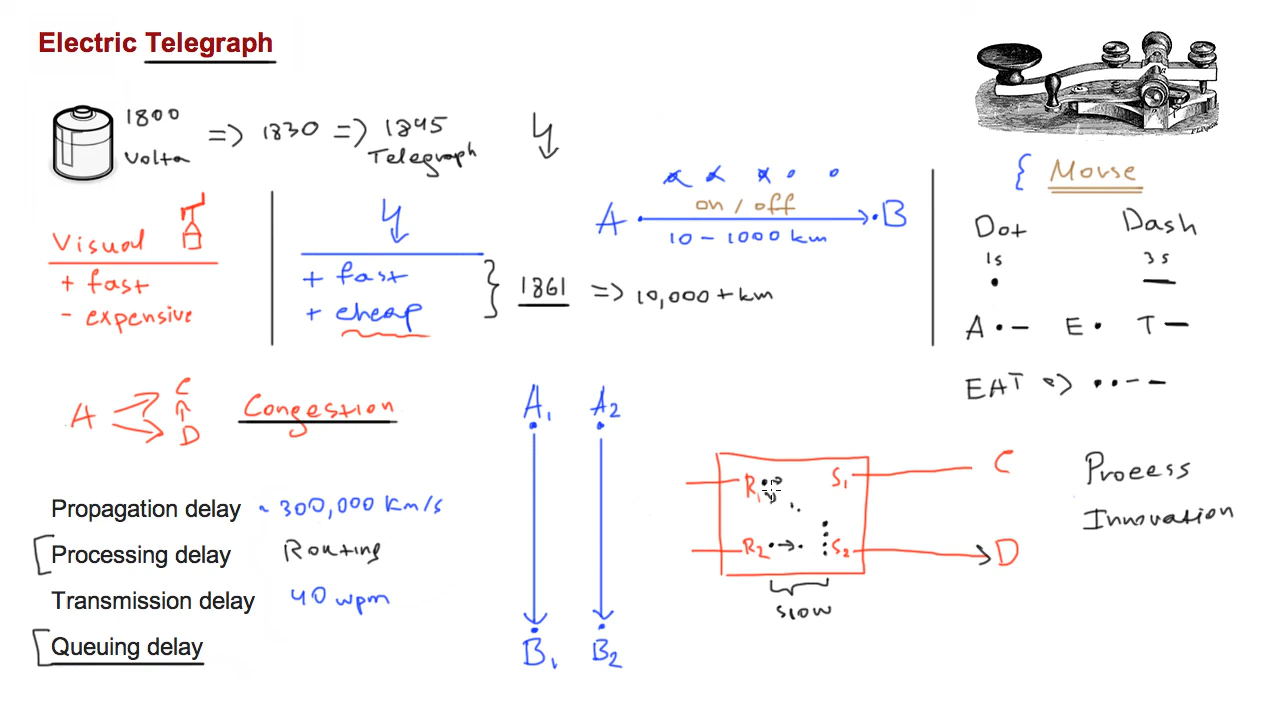 Electric Telegraph
1800 => 1830 => 1845
Volta Telegraph
Visual
+ fast
- expensive
+ fast
+ cheap
1861 => 10,000+km
on / off
A B
10 - 1000 km
{ Morse
Dot Dash
1s 3s
• —
A • – E • T –
EAT => • • – –
A C D Congestion
A1 A2
B1 B2
Propagation delay ~ 300,000 km/s
Processing delay Routing
Transmission delay 40 wpm
Queuing delay
R1 S1 C
R2 S2 D
slow
Process
Innovation